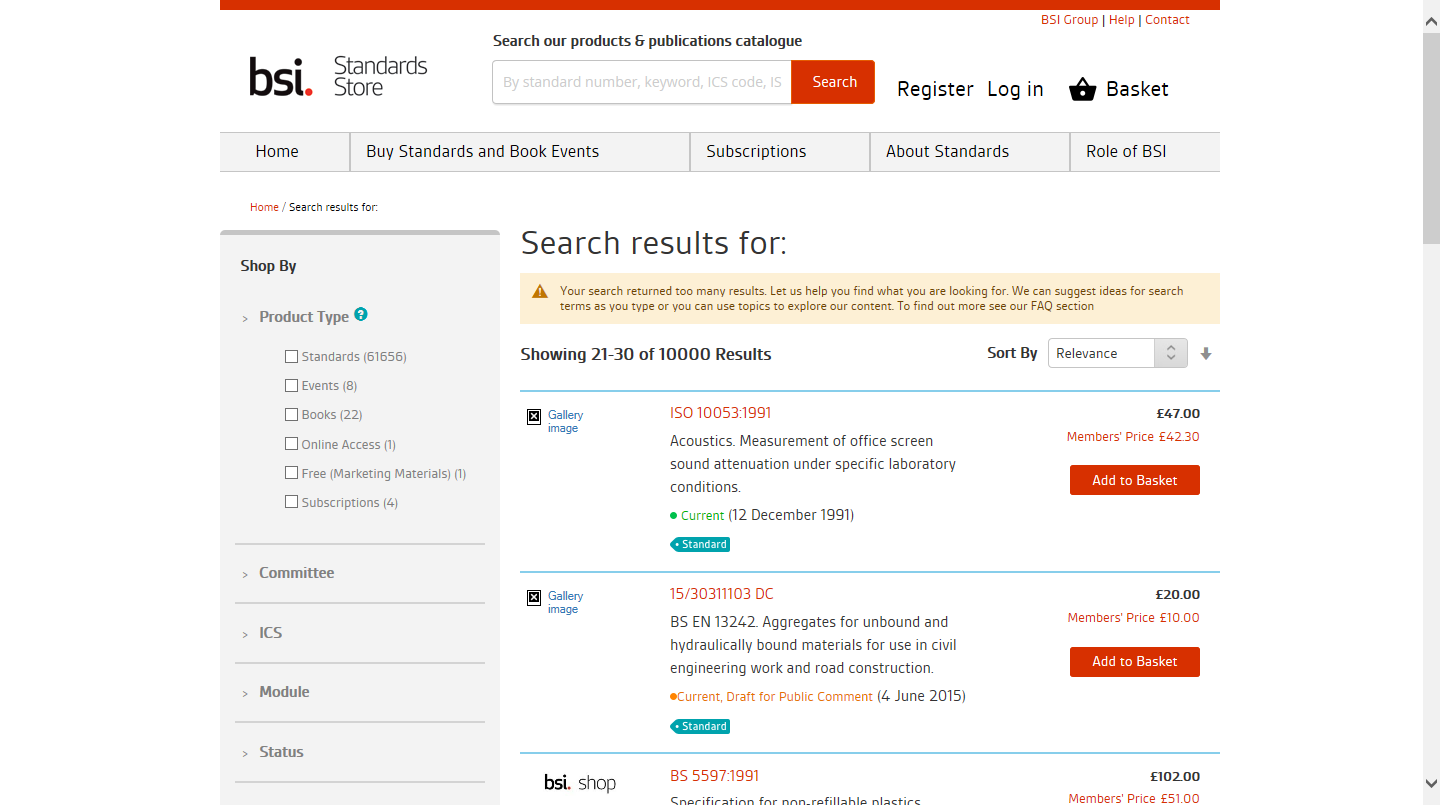 BSI Group | Help | Contact
Search our products & publications catalogue
bsi. Standards Store
By standard number, keyword, ICS code, IS
Search
Register Log in Basket
Home
Buy Standards and Book Events
Subscriptions
About Standards
Role of BSI
Home / Search results for:
Shop By
> Product Type ?
Standards (61656)
Events (8)
Books (22)
Online Access (1)
Free (Marketing Materials) (1)
Subscriptions (4)
> Committee
> ICS
> Module
> Status
Search results for:
Your search returned too many results. Let us help you find what you are looking for. We can suggest ideas for search
terms as you type or you can use topics to explore our content. To find out more see our FAQ section
Showing 21-30 of 10000 Results
Sort By Relevance
Gallery
image
ISO 10053:1991
Acoustics. Measurement of office screen
sound attenuation under specific laboratory
conditions.
Current (12 December 1991)
Standard
£47.00
Members' Price £42.30
Add to Basket
Gallery
image
15/30311103 DC
BS EN 13242. Aggregates for unbound and
hydraulically bound materials for use in civil
engineering work and road construction.
Current, Draft for Public Comment (4 June 2015)
Standard
£20.00
Members' Price £10.00
Add to Basket
bsi. shop
BS 5597:1991
Specification for non-refillable plastics
£102.00
Members' Price £51.00